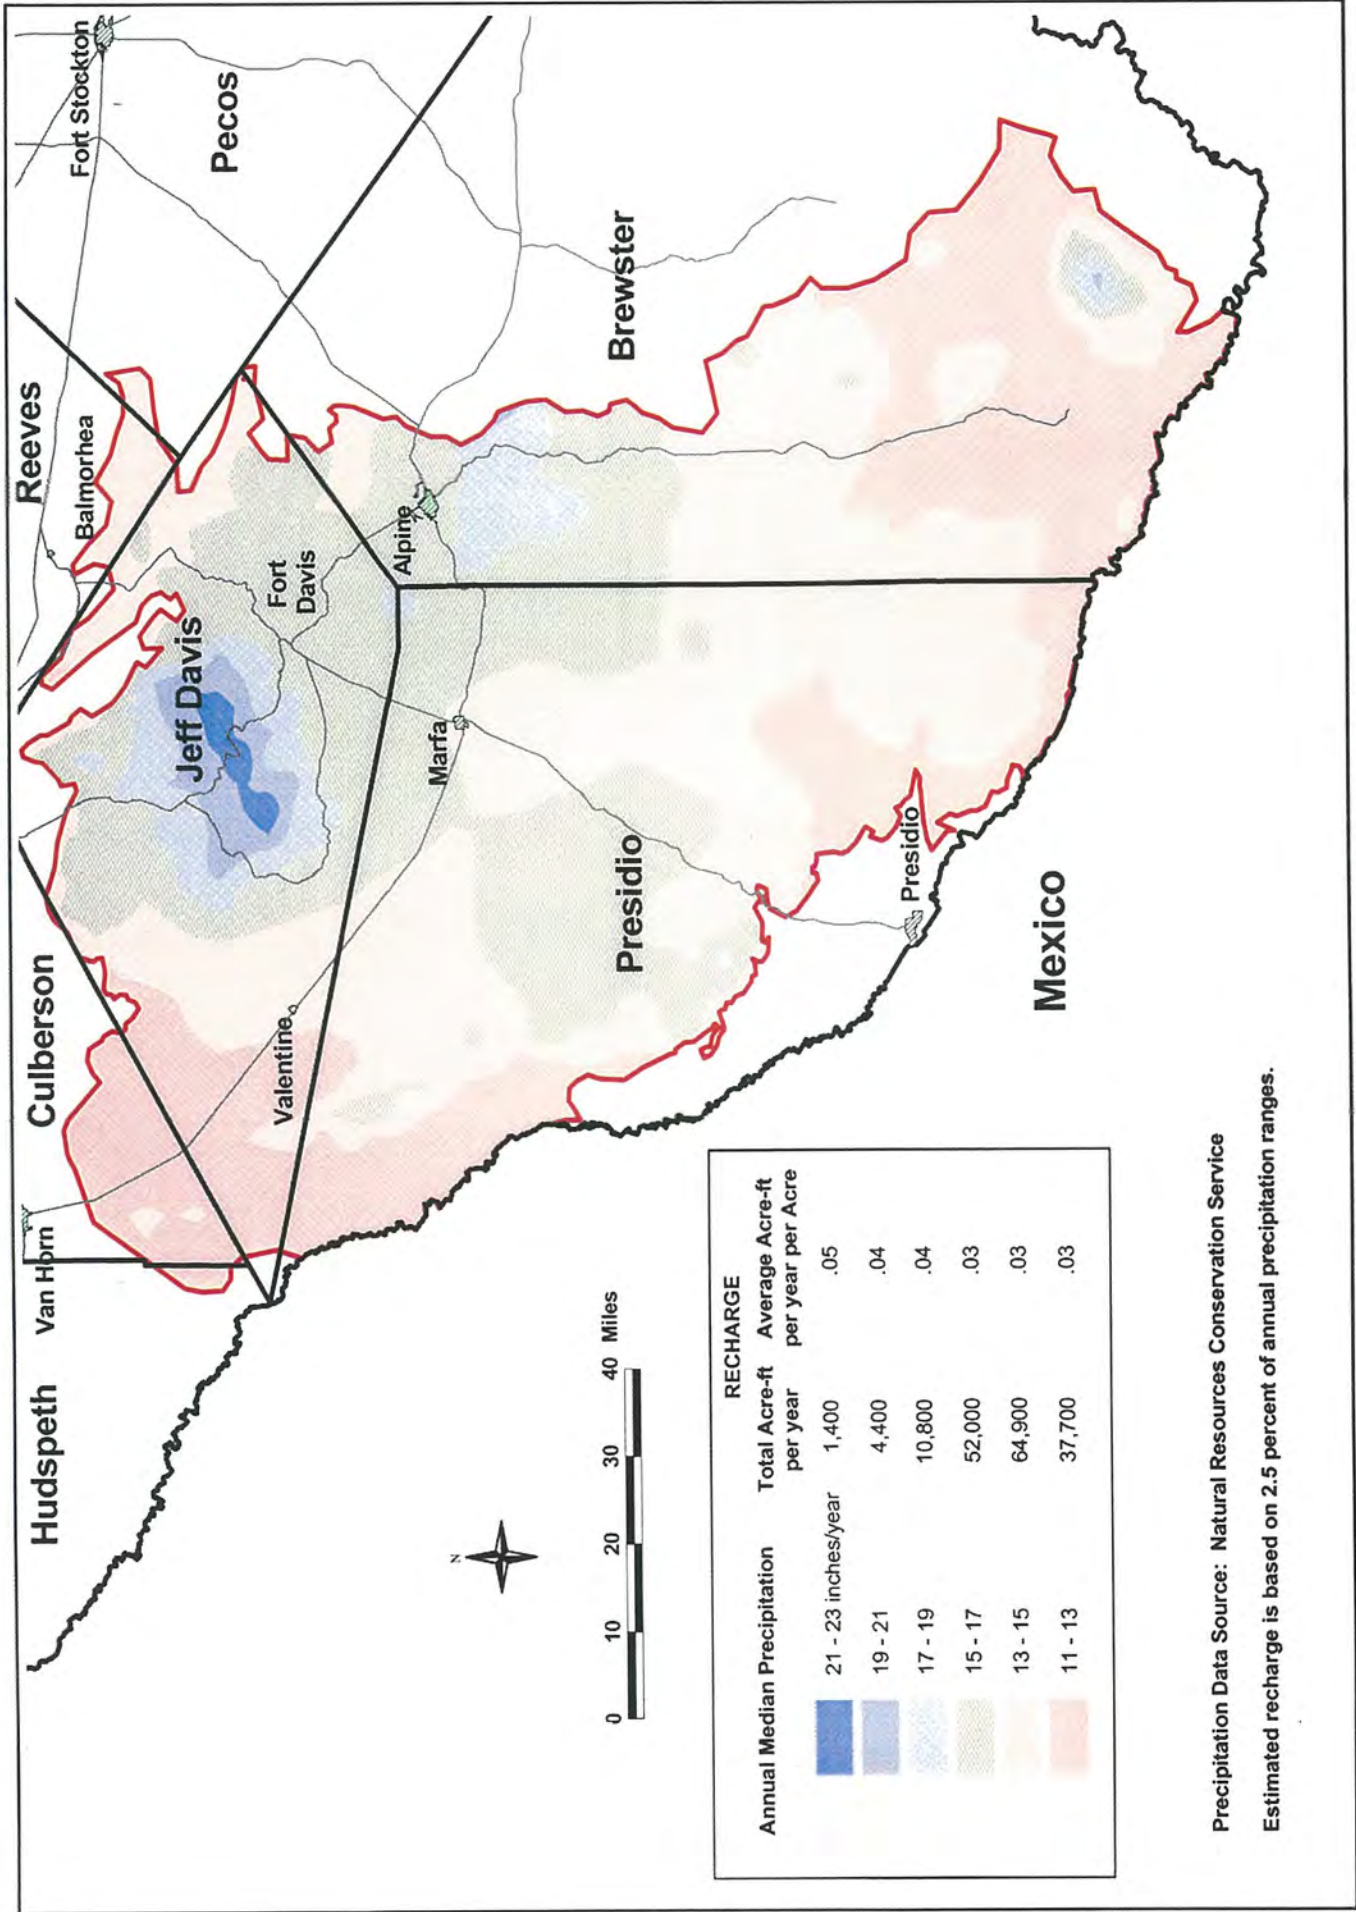 Hudspeth
Van Horn
Culberson
Reeves
Balmorhea
Fort Stockton
Pecos
Jeff Davis
Fort
Davis
Valentine
Alpine
Marfa
Brewster
Presidio
Presidio
Mexico
N
0 10 20 30 40 Miles
RECHARGE
Annual Median Precipitation Total Acre-ft Average Acre-ft
per year per year per Acre
21 - 23 inches/year 1,400 .05
19 - 21 4,400 .04
17 - 19 10,800 .04
15 - 17 52,000 .03
13 - 15 64,900 .03
11 - 13 37,700 .03
Precipitation Data Source: Natural Resources Conservation Service
Estimated recharge is based on 2.5 percent of annual precipitation ranges.